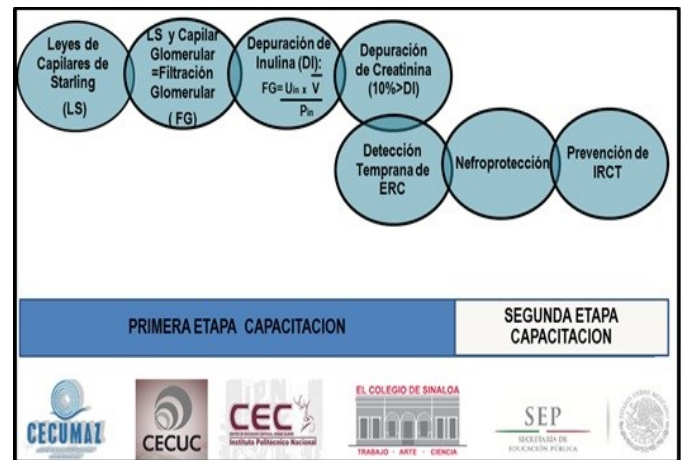 Leyes de
Capilares de
Starling
(LS)
LS y Capilar
Glomerular
=Filtración
Glomerular
( FG)
Depuración de
Inulina (DI):
FG= Uin x V
Pin
Depuración
de Creatinina
(10%>DI)
Detección
Temprana de
ERC
Nefroprotección
Prevención de
IRCT
PRIMERA ETAPA CAPACITACION
SEGUNDA ETAPA
CAPACITACION
CECUMAZ
CECUC
CEC
Instituto Politécnico Nacional
EL COLEGIO DE SINALOA
TRABAJO - ARTE - CIENCIA
SEP
SECRETARÍA DE
EDUCACIÓN PÚBLICA